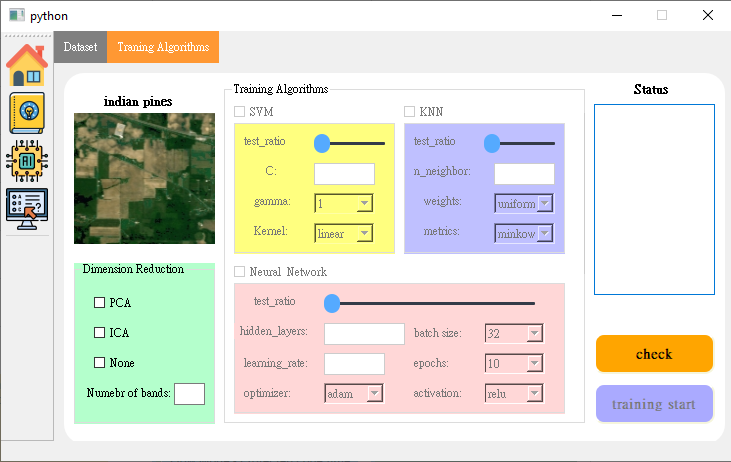 python
Dataset
Traning Algorithms
AI
indian pines
Dimension Reduction
PCA
ICA
None
Numebr of bands:
Training Algorithms
SVM
test_ratio
C:
gamma: 1
Kernel: linear
KNN
test_ratio
n_neighbor:
weights: uniform
metrics: minkow
Neural Network
test_ratio
hidden_layers:
batch size: 32
learning_rate:
epochs: 10
optimizer: adam
activation: relu
Status
check
training start